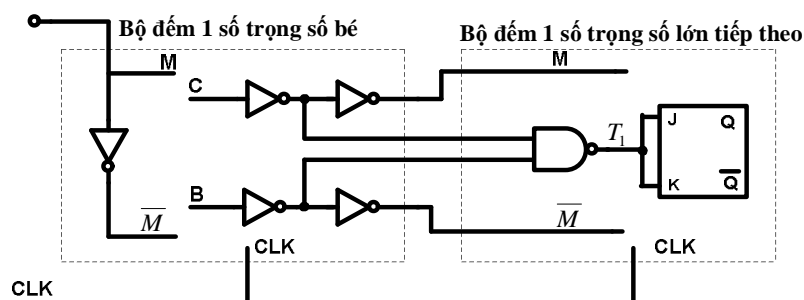 Bộ đếm 1 số trọng số bé
Bộ đếm 1 số trọng số lớn tiếp theo
M
M
C
J
Q
T₁
K
Q̅
B
M̅
M̅
CLK
CLK
CLK